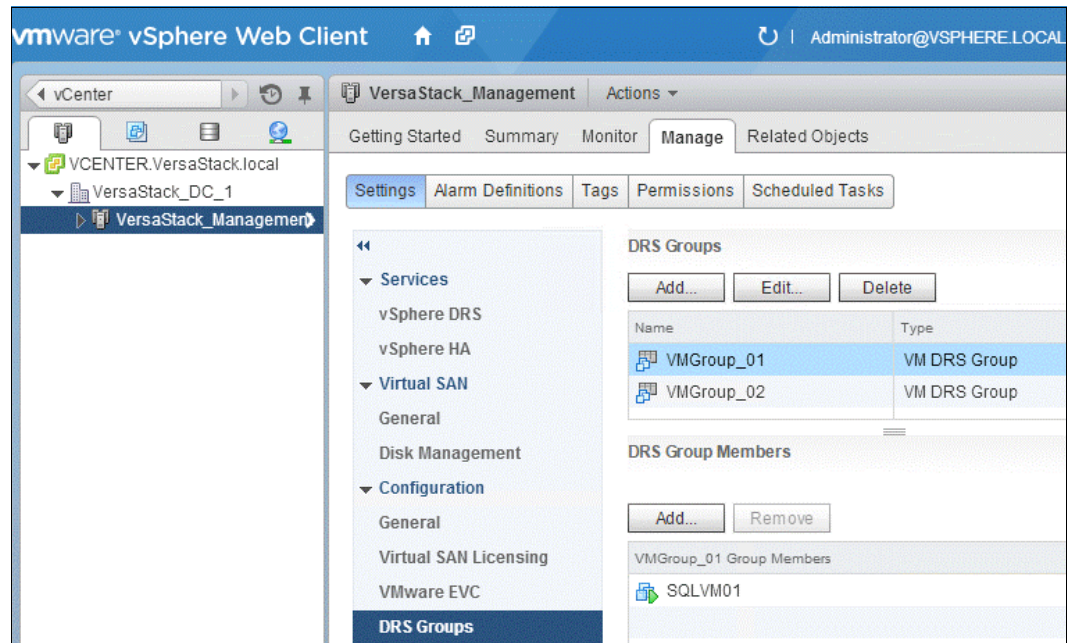 vmware® vSphere Web Client
Administrator@VSPHERE.LOCAL
vCenter
VCENTER.VersaStack.local
VersaStack_DC_1
VersaStack_Management
VersaStack_Management Actions
Getting Started Summary Monitor Manage Related Objects
Settings Alarm Definitions Tags Permissions Scheduled Tasks
Services
vSphere DRS
vSphere HA
Virtual SAN
General
Disk Management
Configuration
General
Virtual SAN Licensing
VMware EVC
DRS Groups
DRS Groups
Add... Edit... Delete
Name Type
VMGroup_01 VM DRS Group
VMGroup_02 VM DRS Group
DRS Group Members
Add... Remove
VMGroup_01 Group Members
SQLVM01